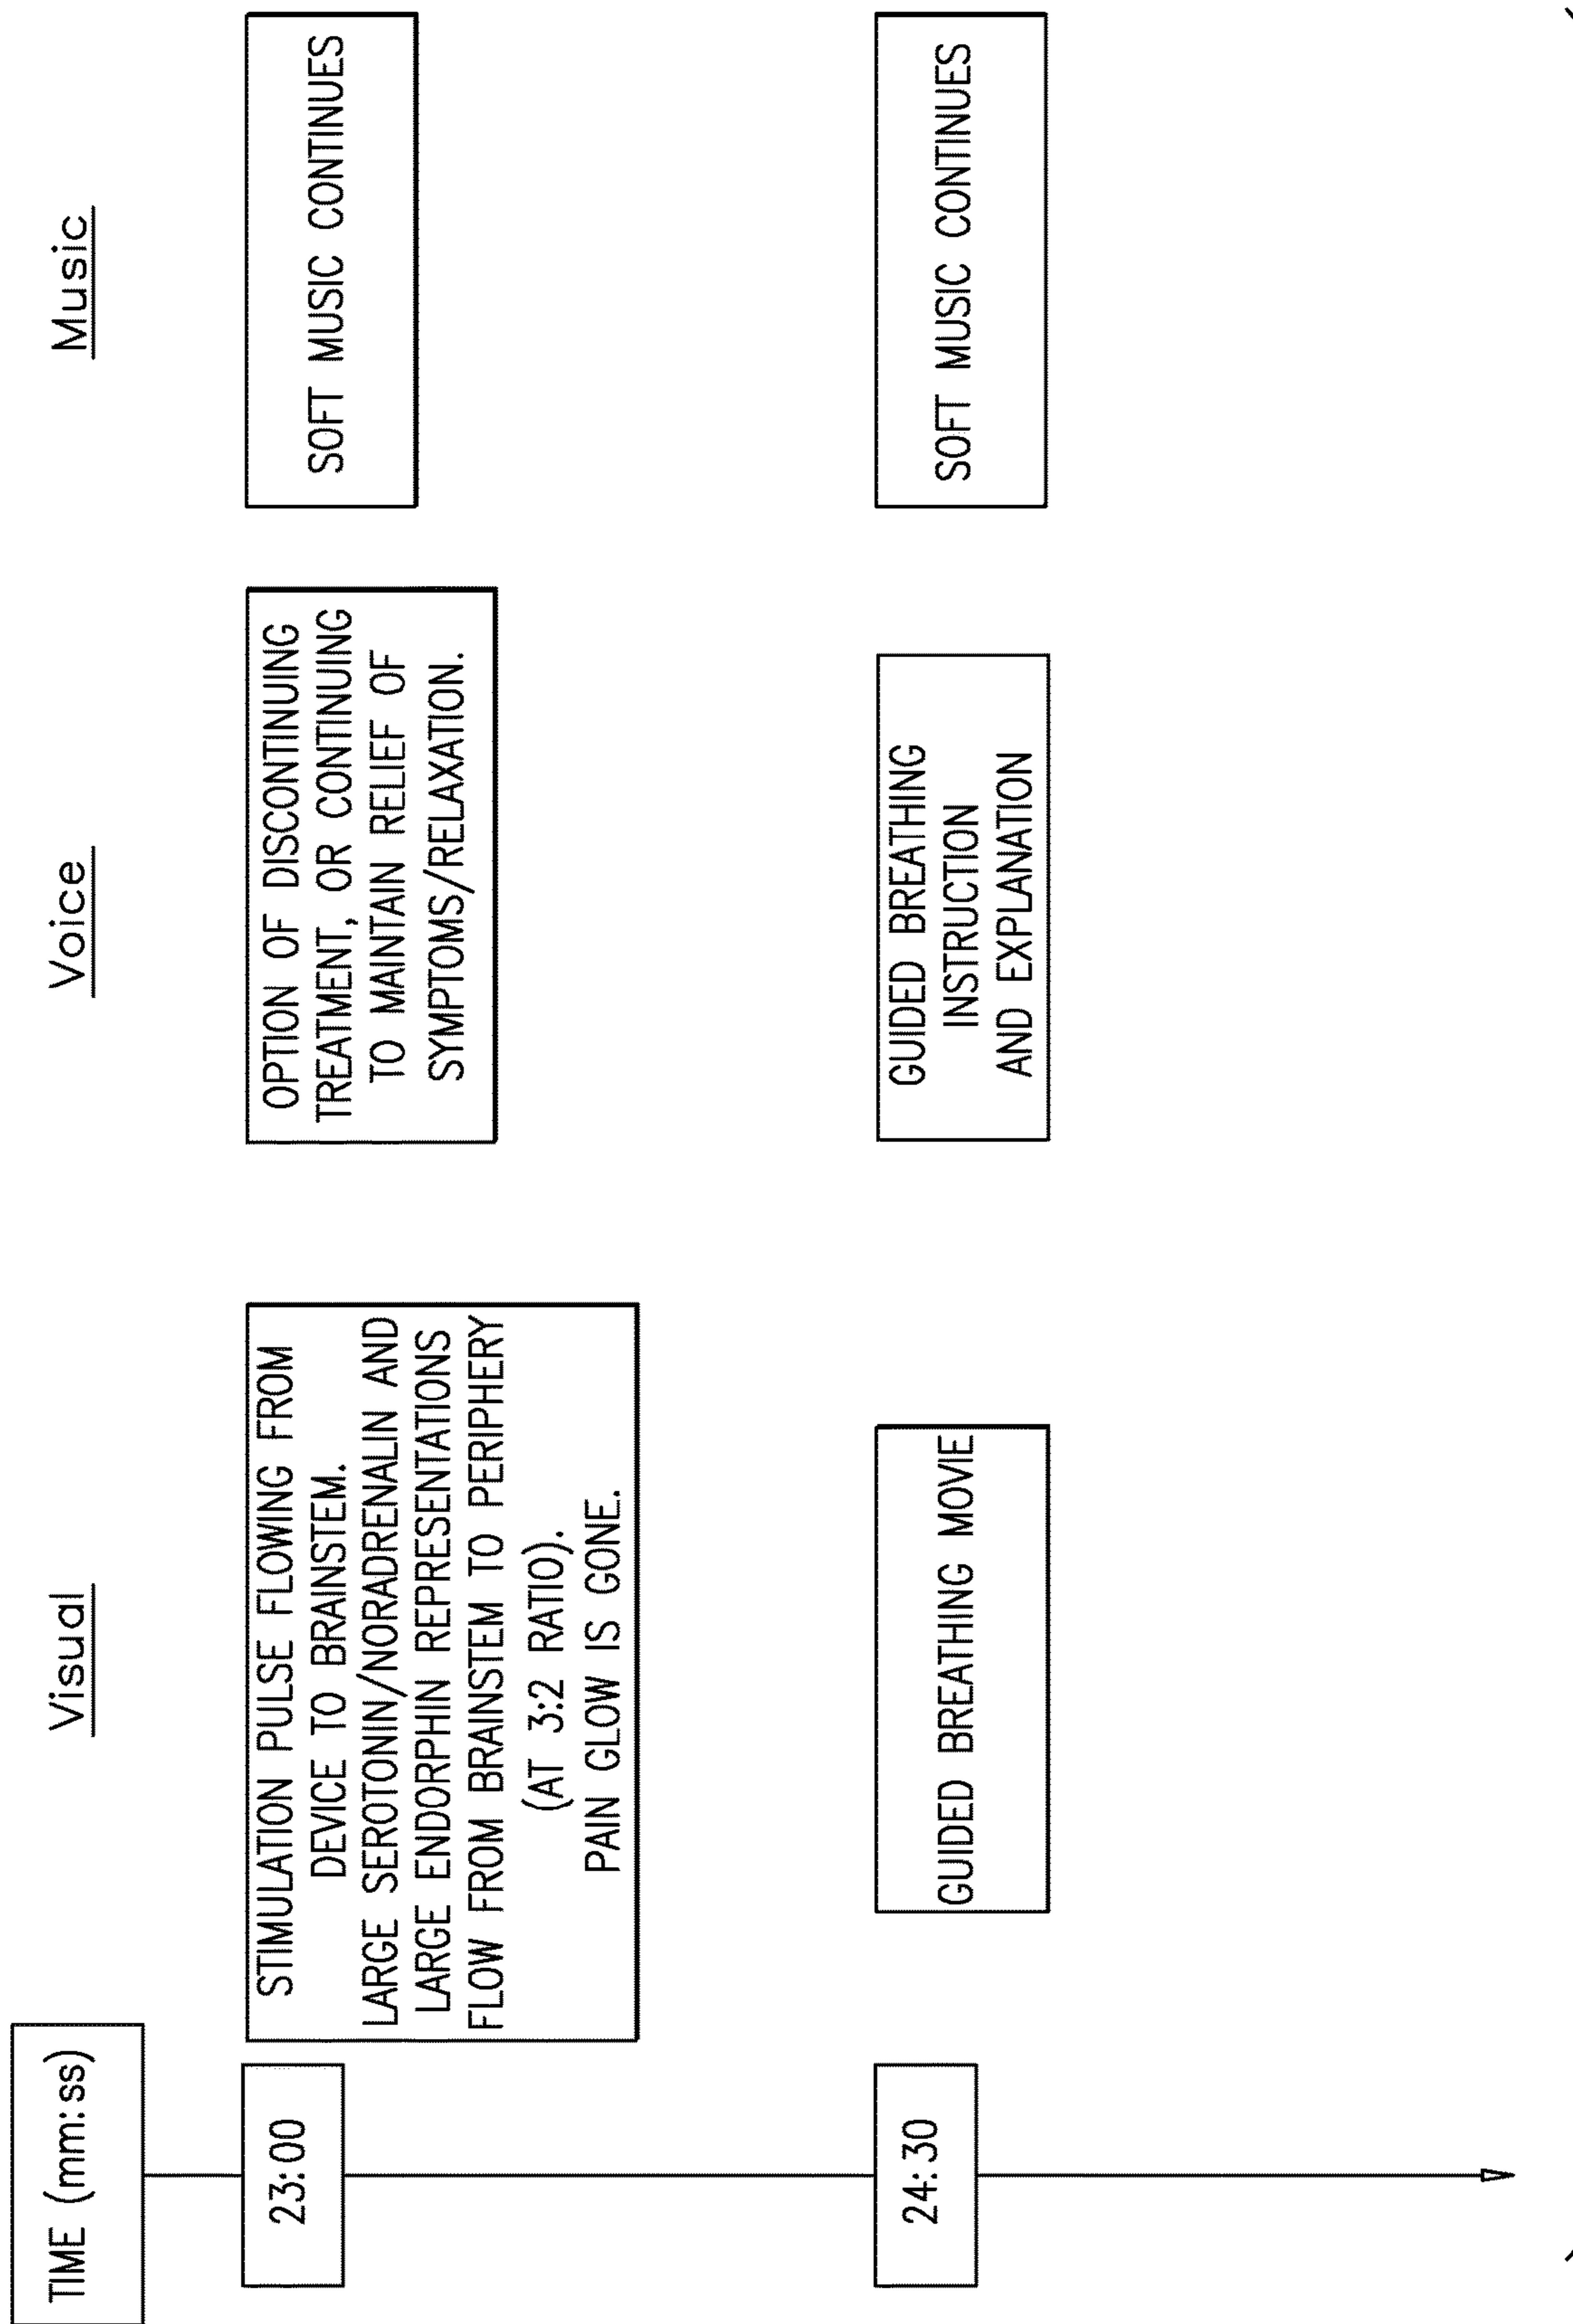 TIME (mm:ss)
Visual
Voice
Music
23:00
STIMULATION PULSE FLOWING FROM
DEVICE TO BRAINSTEM.
LARGE SEROTONIN/NORADRENALIN AND
LARGE ENDORPHIN REPRESENTATIONS
FLOW FROM BRAINSTEM TO PERIPHERY
(AT 3:2 RATIO).
PAIN GLOW IS GONE.
OPTION OF DISCONTINUING
TREATMENT, OR CONTINUING
TO MAINTAIN RELIEF OF
SYMPTOMS/RELAXATION.
SOFT MUSIC CONTINUES
24:30
GUIDED BREATHING MOVIE
GUIDED BREATHING
INSTRUCTION
AND EXPLANATION
SOFT MUSIC CONTINUES